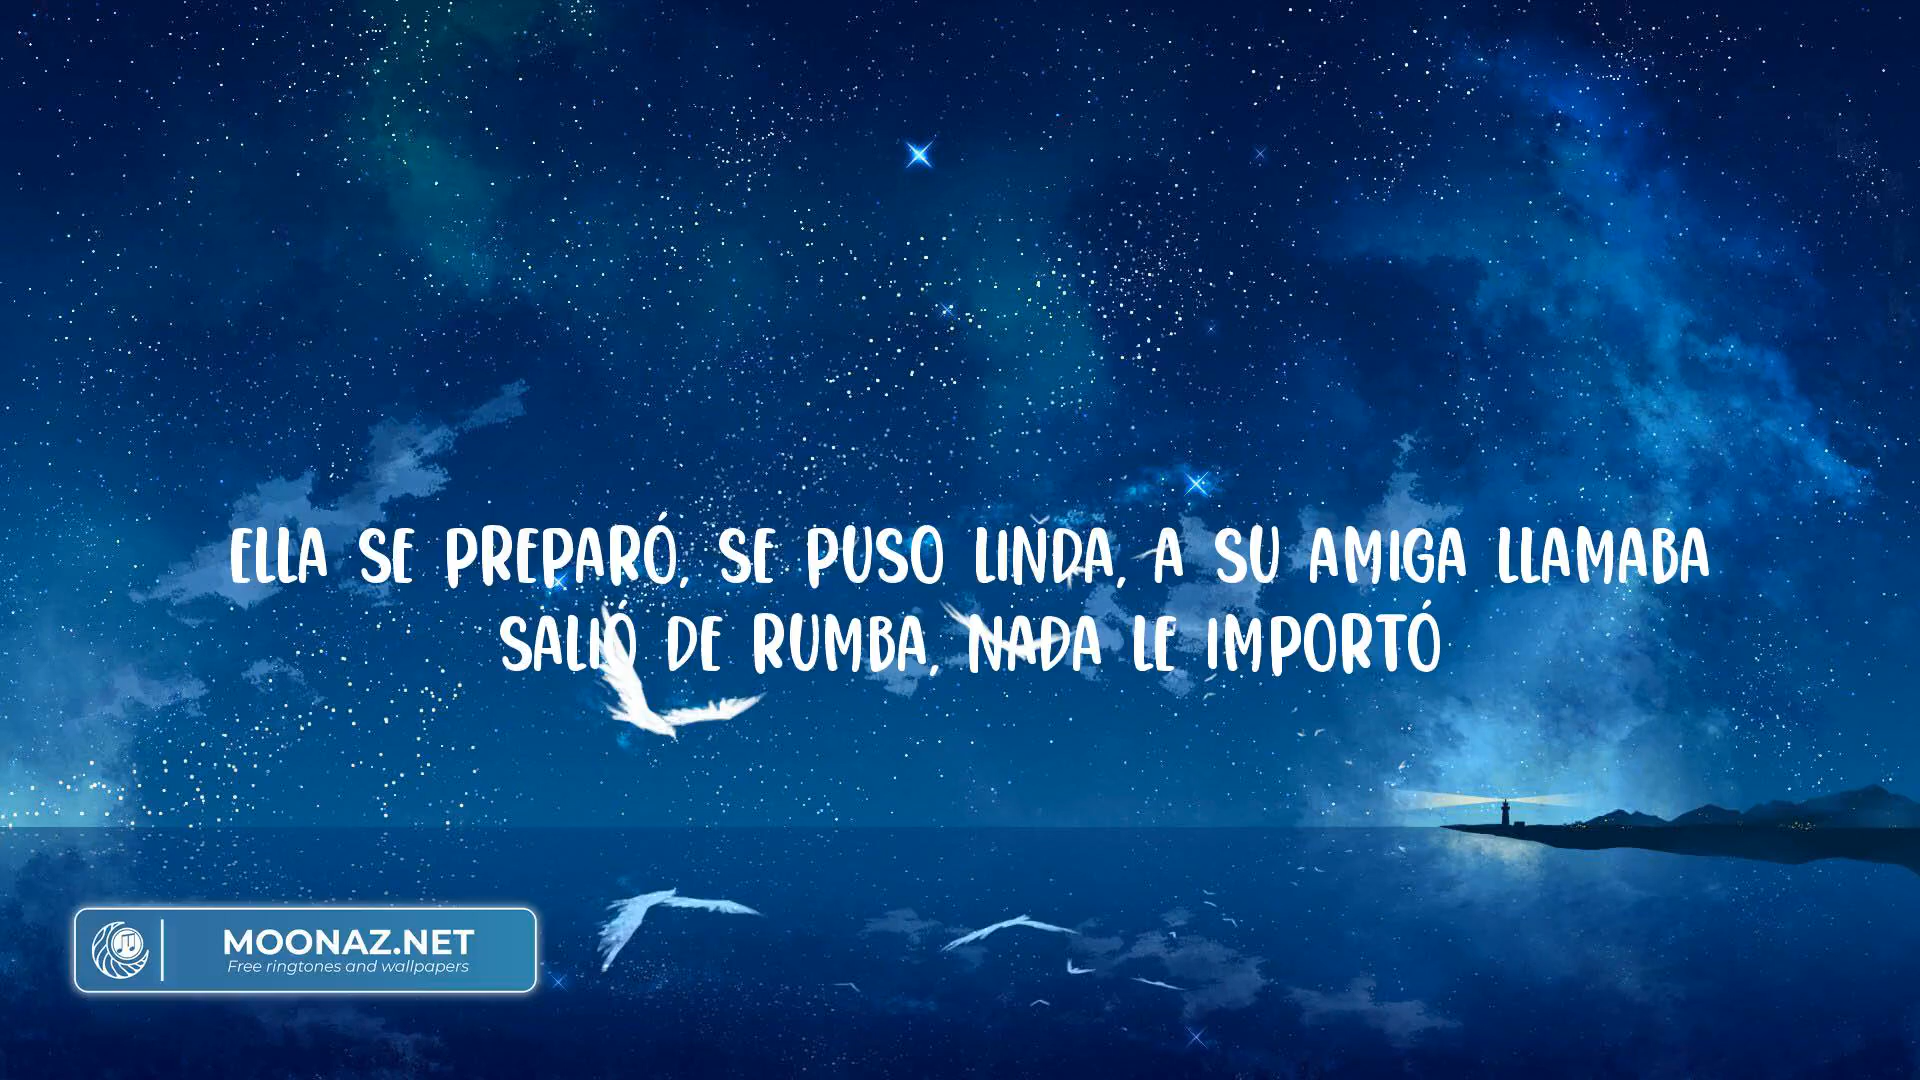 ELLA SE PREPARÓ, SE PUSO LINDA, A SU AMIGA LLAMABA
SALIÓ DE RUMBA, NADA LE IMPORTÓ
MOONAZ.NET
Free ringtones and wallpapers